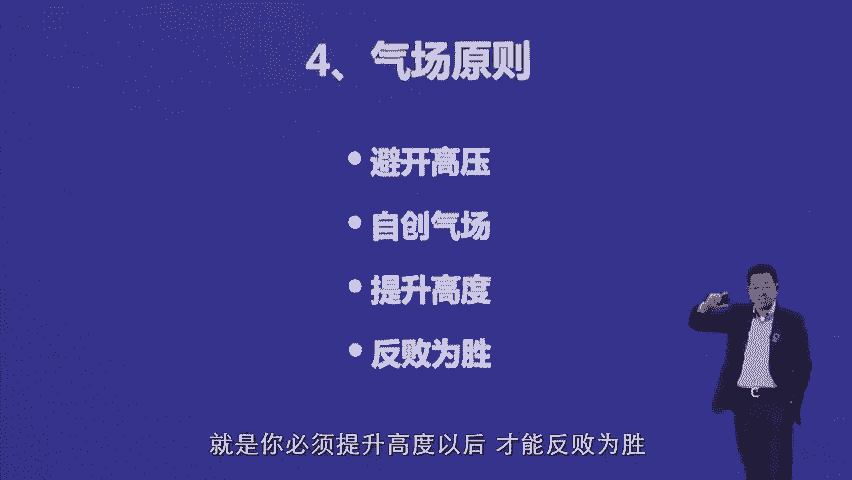 4、气场原则
• 避开高压
• 自创气场
• 提升高度
• 反败为胜
就是你必须提升高度以后 才能反败为胜